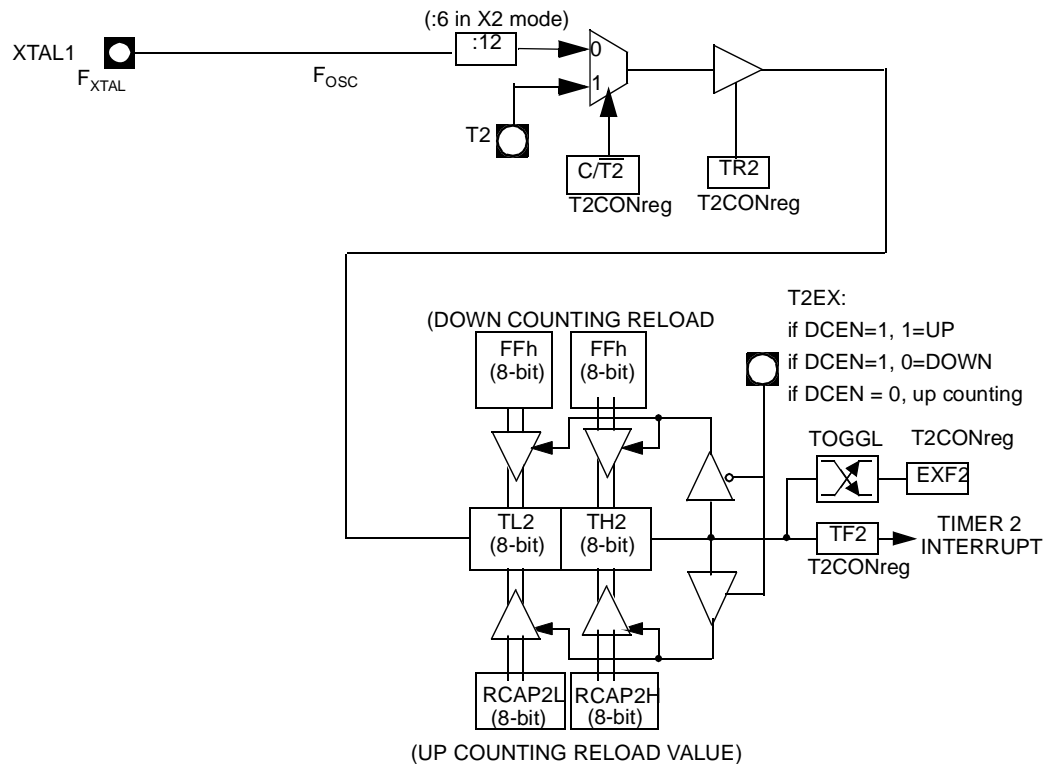 (:6 in X2 mode)
XTAL1
:12
0
FXTAL
FOSC
1
T2
C/T2
TR2
T2CONreg
T2CONreg
T2EX:
(DOWN COUNTING RELOAD
if DCEN=1, 1=UP
FFh
(8-bit)
FFh
(8-bit)
if DCEN=1, 0=DOWN
if DCEN = 0, up counting
TOGGL
T2CONreg
EXF2
TL2
(8-bit)
TH2
(8-bit)
TF2
TIMER 2
INTERRUPT
T2CONreg
RCAP2L
(8-bit)
RCAP2H
(8-bit)
(UP COUNTING RELOAD VALUE)